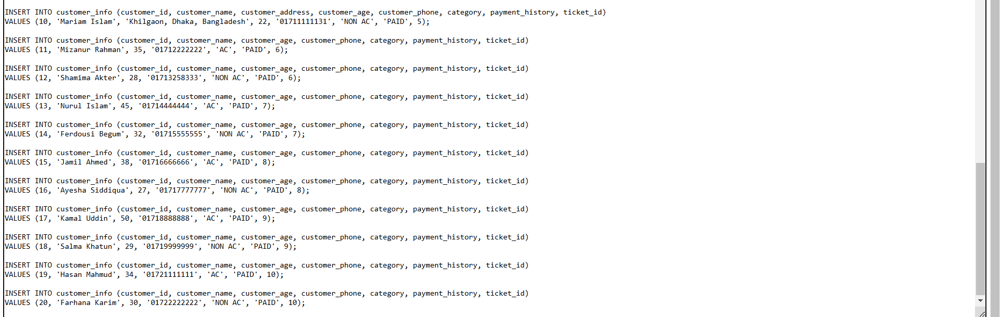 INSERT INTO customer_info (customer_id, customer_name, customer_address, customer_age, customer_phone, category, payment_history, ticket_id)
VALUES (10, 'Mariam Islam', 'Khilgaon, Dhaka, Bangladesh', 22, '01711111131', 'NON AC', 'PAID', 5);
INSERT INTO customer_info (customer_id, customer_name, customer_age, customer_phone, category, payment_history, ticket_id)
VALUES (11, 'Mizanur Rahman', 35, '01712222222', 'AC', 'PAID', 6);
INSERT INTO customer_info (customer_id, customer_name, customer_age, customer_phone, category, payment_history, ticket_id)
VALUES (12, 'Shamima Akter', 28, '01713258333', 'NON AC', 'PAID', 6);
INSERT INTO customer_info (customer_id, customer_name, customer_age, customer_phone, category, payment_history, ticket_id)
VALUES (13, 'Nurul Islam', 45, '01714444444', 'AC', 'PAID', 7);
INSERT INTO customer_info (customer_id, customer_name, customer_age, customer_phone, category, payment_history, ticket_id)
VALUES (14, 'Ferdousi Begum', 32, '01715555555', 'NON AC', 'PAID', 7);
INSERT INTO customer_info (customer_id, customer_name, customer_age, customer_phone, category, payment_history, ticket_id)
VALUES (15, 'Jamil Ahmed', 38, '01716666666', 'AC', 'PAID', 8);
INSERT INTO customer_info (customer_id, customer_name, customer_age, customer_phone, category, payment_history, ticket_id)
VALUES (16, 'Ayesha Siddiqua', 27, '01717777777', 'NON AC', 'PAID', 8);
INSERT INTO customer_info (customer_id, customer_name, customer_age, customer_phone, category, payment_history, ticket_id)
VALUES (17, 'Kamal Uddin', 50, '01718888888', 'AC', 'PAID', 9);
INSERT INTO customer_info (customer_id, customer_name, customer_age, customer_phone, category, payment_history, ticket_id)
VALUES (18, 'Salma Khatun', 29, '01719999999', 'NON AC', 'PAID', 9);
INSERT INTO customer_info (customer_id, customer_name, customer_age, customer_phone, category, payment_history, ticket_id)
VALUES (19, 'Hasan Mahmud', 34, '01721111111', 'AC', 'PAID', 10);
INSERT INTO customer_info (customer_id, customer_name, customer_age, customer_phone, category, payment_history, ticket_id)
VALUES (20, 'Farhana Karim', 30, '01722222222', 'NON AC', 'PAID', 10);